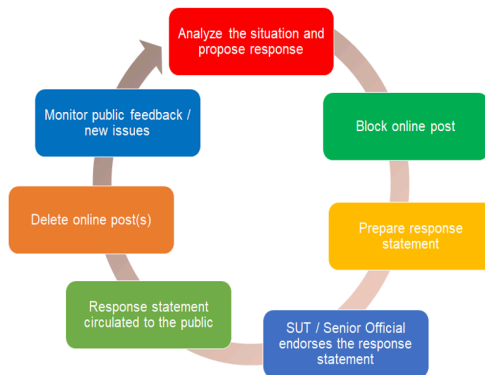 Analyze the situation and
propose response
Block online post
Prepare response
statement
SUT / Senior Official
endorses the response
statement
Response statement
circulated to the public
Delete online post(s)
Monitor public feedback /
new issues